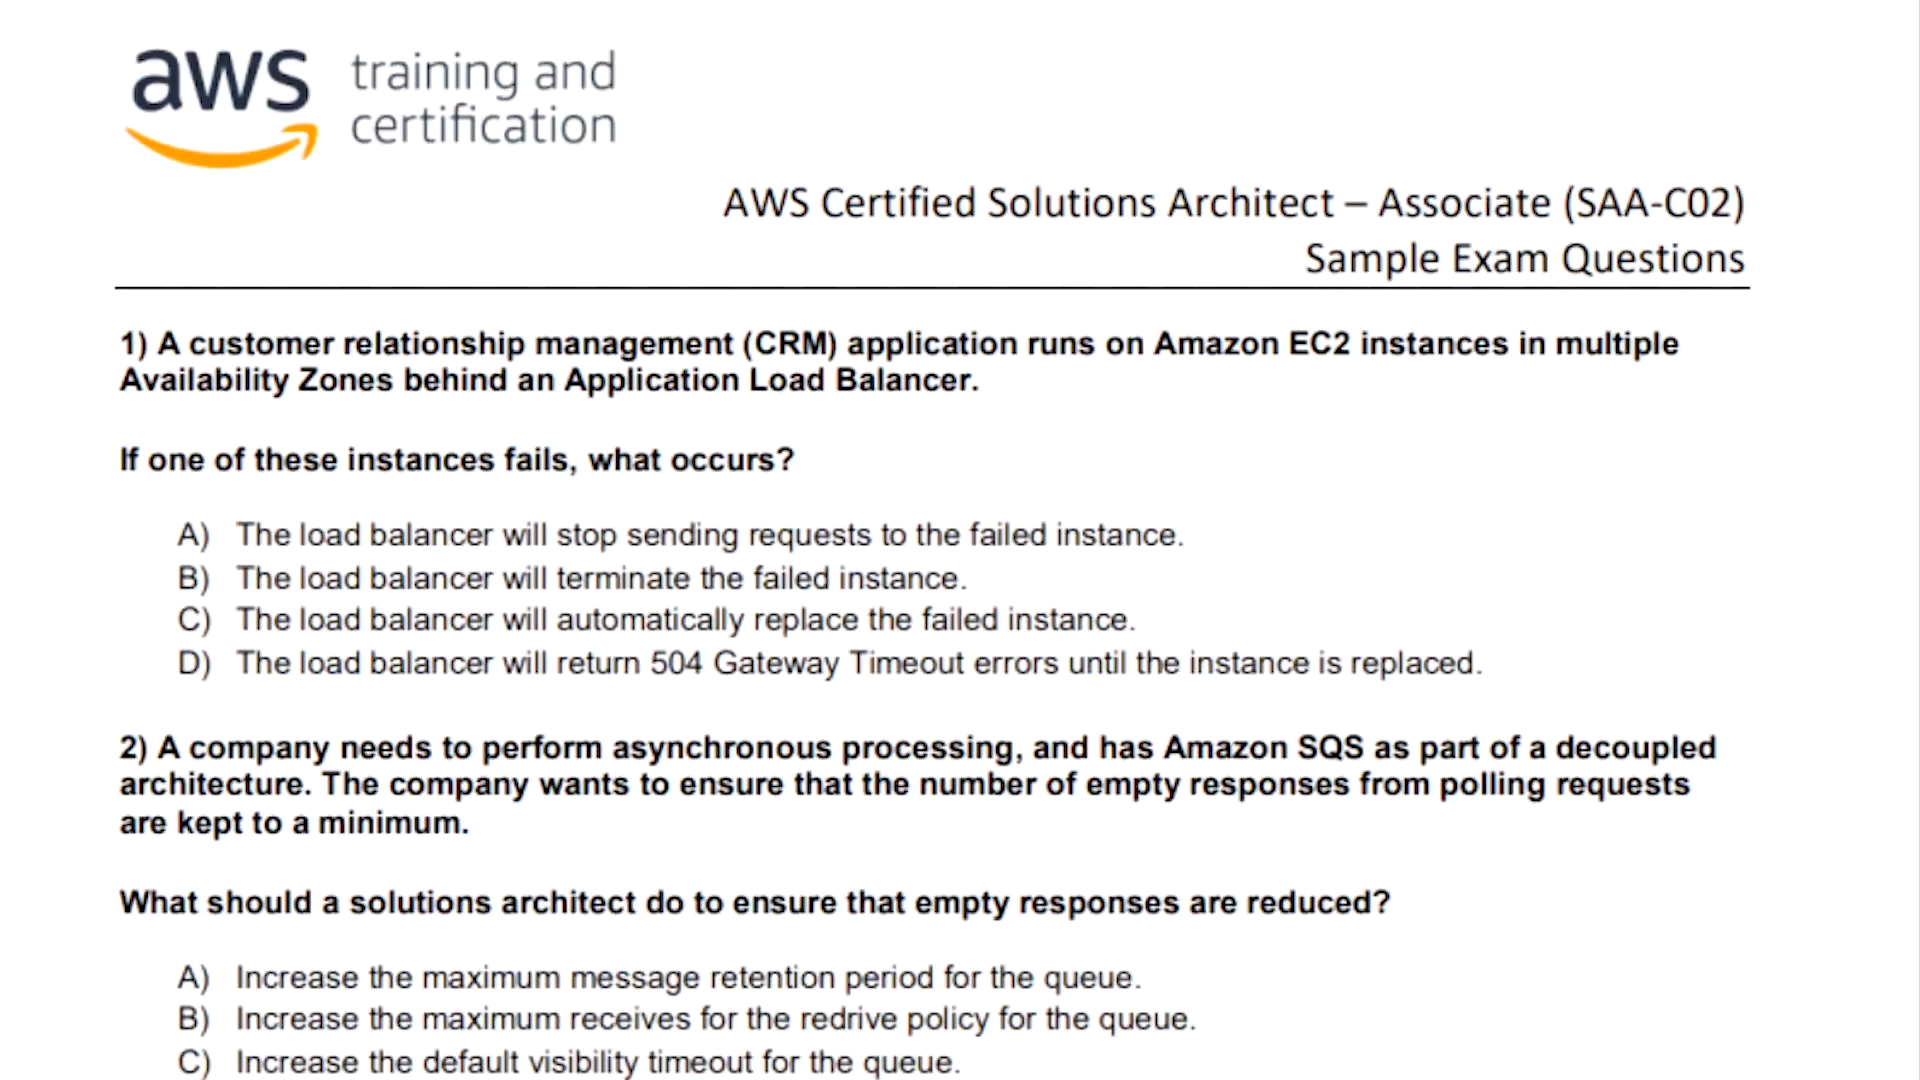 aws training and
certification
AWS Certified Solutions Architect – Associate (SAA-C02)
Sample Exam Questions
1) A customer relationship management (CRM) application runs on Amazon EC2 instances in multiple
Availability Zones behind an Application Load Balancer.
If one of these instances fails, what occurs?
A) The load balancer will stop sending requests to the failed instance.
B) The load balancer will terminate the failed instance.
C) The load balancer will automatically replace the failed instance.
D) The load balancer will return 504 Gateway Timeout errors until the instance is replaced.
2) A company needs to perform asynchronous processing, and has Amazon SQS as part of a decoupled
architecture. The company wants to ensure that the number of empty responses from polling requests
are kept to a minimum.
What should a solutions architect do to ensure that empty responses are reduced?
A) Increase the maximum message retention period for the queue.
B) Increase the maximum receives for the redrive policy for the queue.
C) Increase the default visibility timeout for the queue.